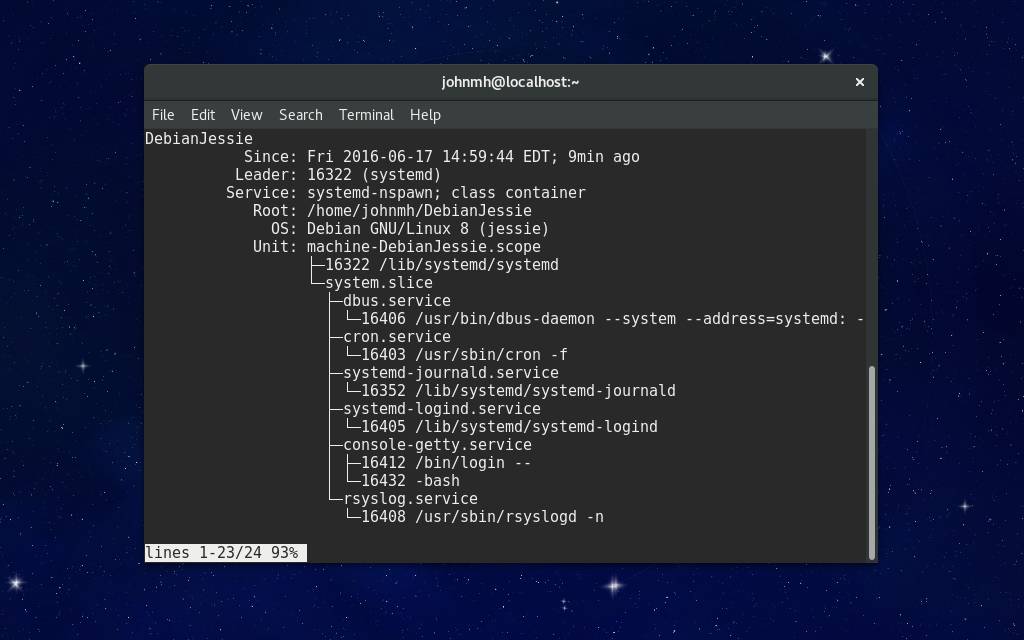 johnmh@localhost:~ ×
File Edit View Search Terminal Help
DebianJessie
           Since: Fri 2016-06-17 14:59:44 EDT; 9min ago
          Leader: 16322 (systemd)
         Service: systemd-nspawn; class container
            Root: /home/johnmh/DebianJessie
              OS: Debian GNU/Linux 8 (jessie)
            Unit: machine-DebianJessie.scope
                  ├─16322 /lib/systemd/systemd
                  └─system.slice
                    ├─dbus.service
                    │ └─16406 /usr/bin/dbus-daemon --system --address=systemd: -
                    ├─cron.service
                    │ └─16403 /usr/sbin/cron -f
                    ├─systemd-journald.service
                    │ └─16352 /lib/systemd/systemd-journald
                    ├─systemd-logind.service
                    │ └─16405 /lib/systemd/systemd-logind
                    ├─console-getty.service
                    │ ├─16412 /bin/login --
                    │ └─16432 -bash
                    └─rsyslog.service
                      └─16408 /usr/sbin/rsyslogd -n
lines 1-23/24 93%